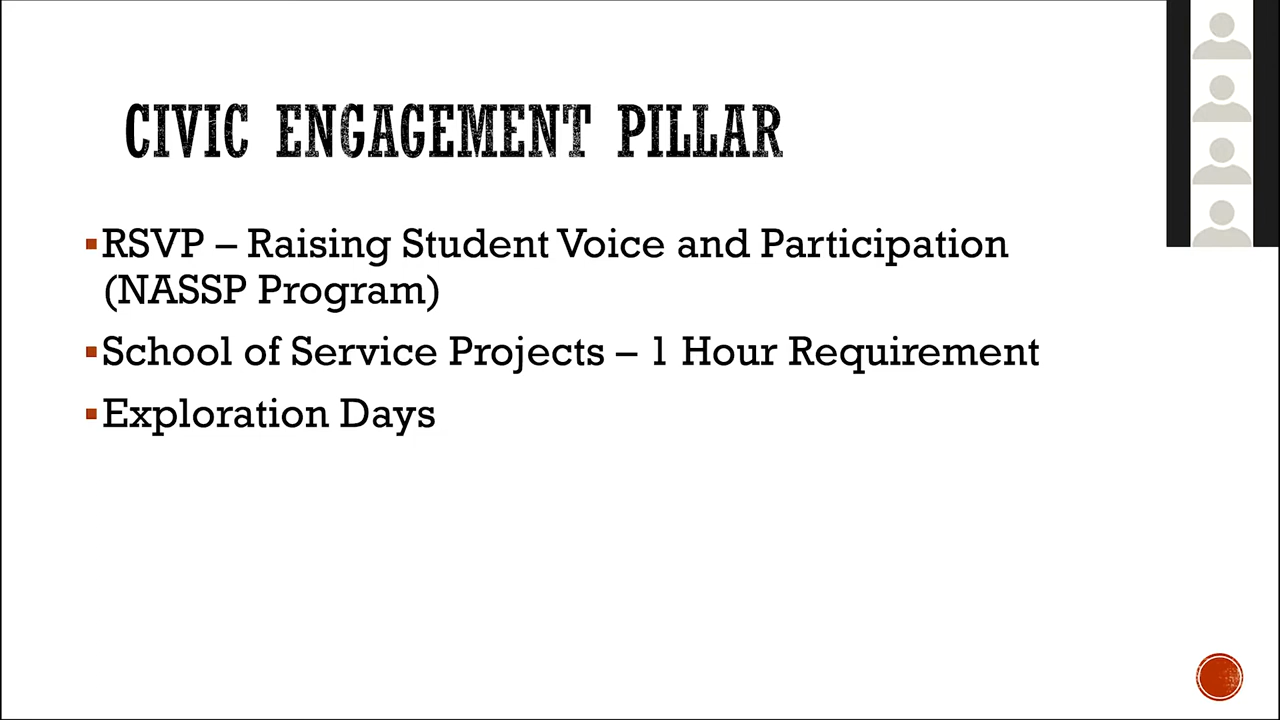 CIVIC ENGAGEMENT PILLAR
RSVP – Raising Student Voice and Participation
(NASSP Program)
School of Service Projects – 1 Hour Requirement
Exploration Days